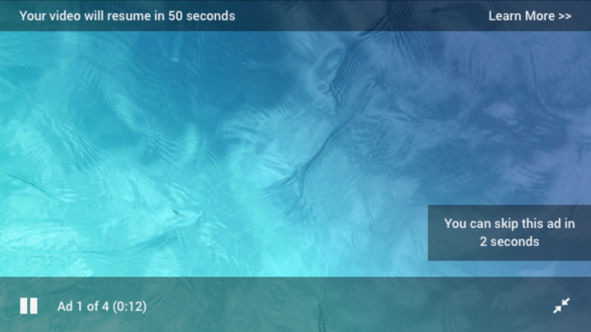 Your video will resume in 50 seconds
Learn More >>
You can skip this ad in
2 seconds
Ad 1 of 4 (0:12)